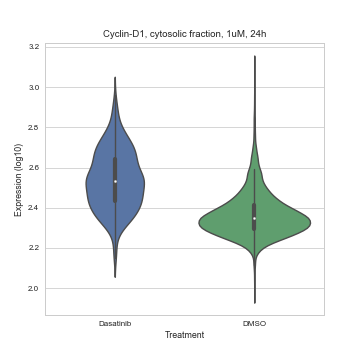 Cyclin-D1, cytosolic fraction, 1uM, 24h
3.2
3.0
2.8
2.6
2.4
2.2
2.0
Expression (log10)
Dasatinib
DMSO
Treatment